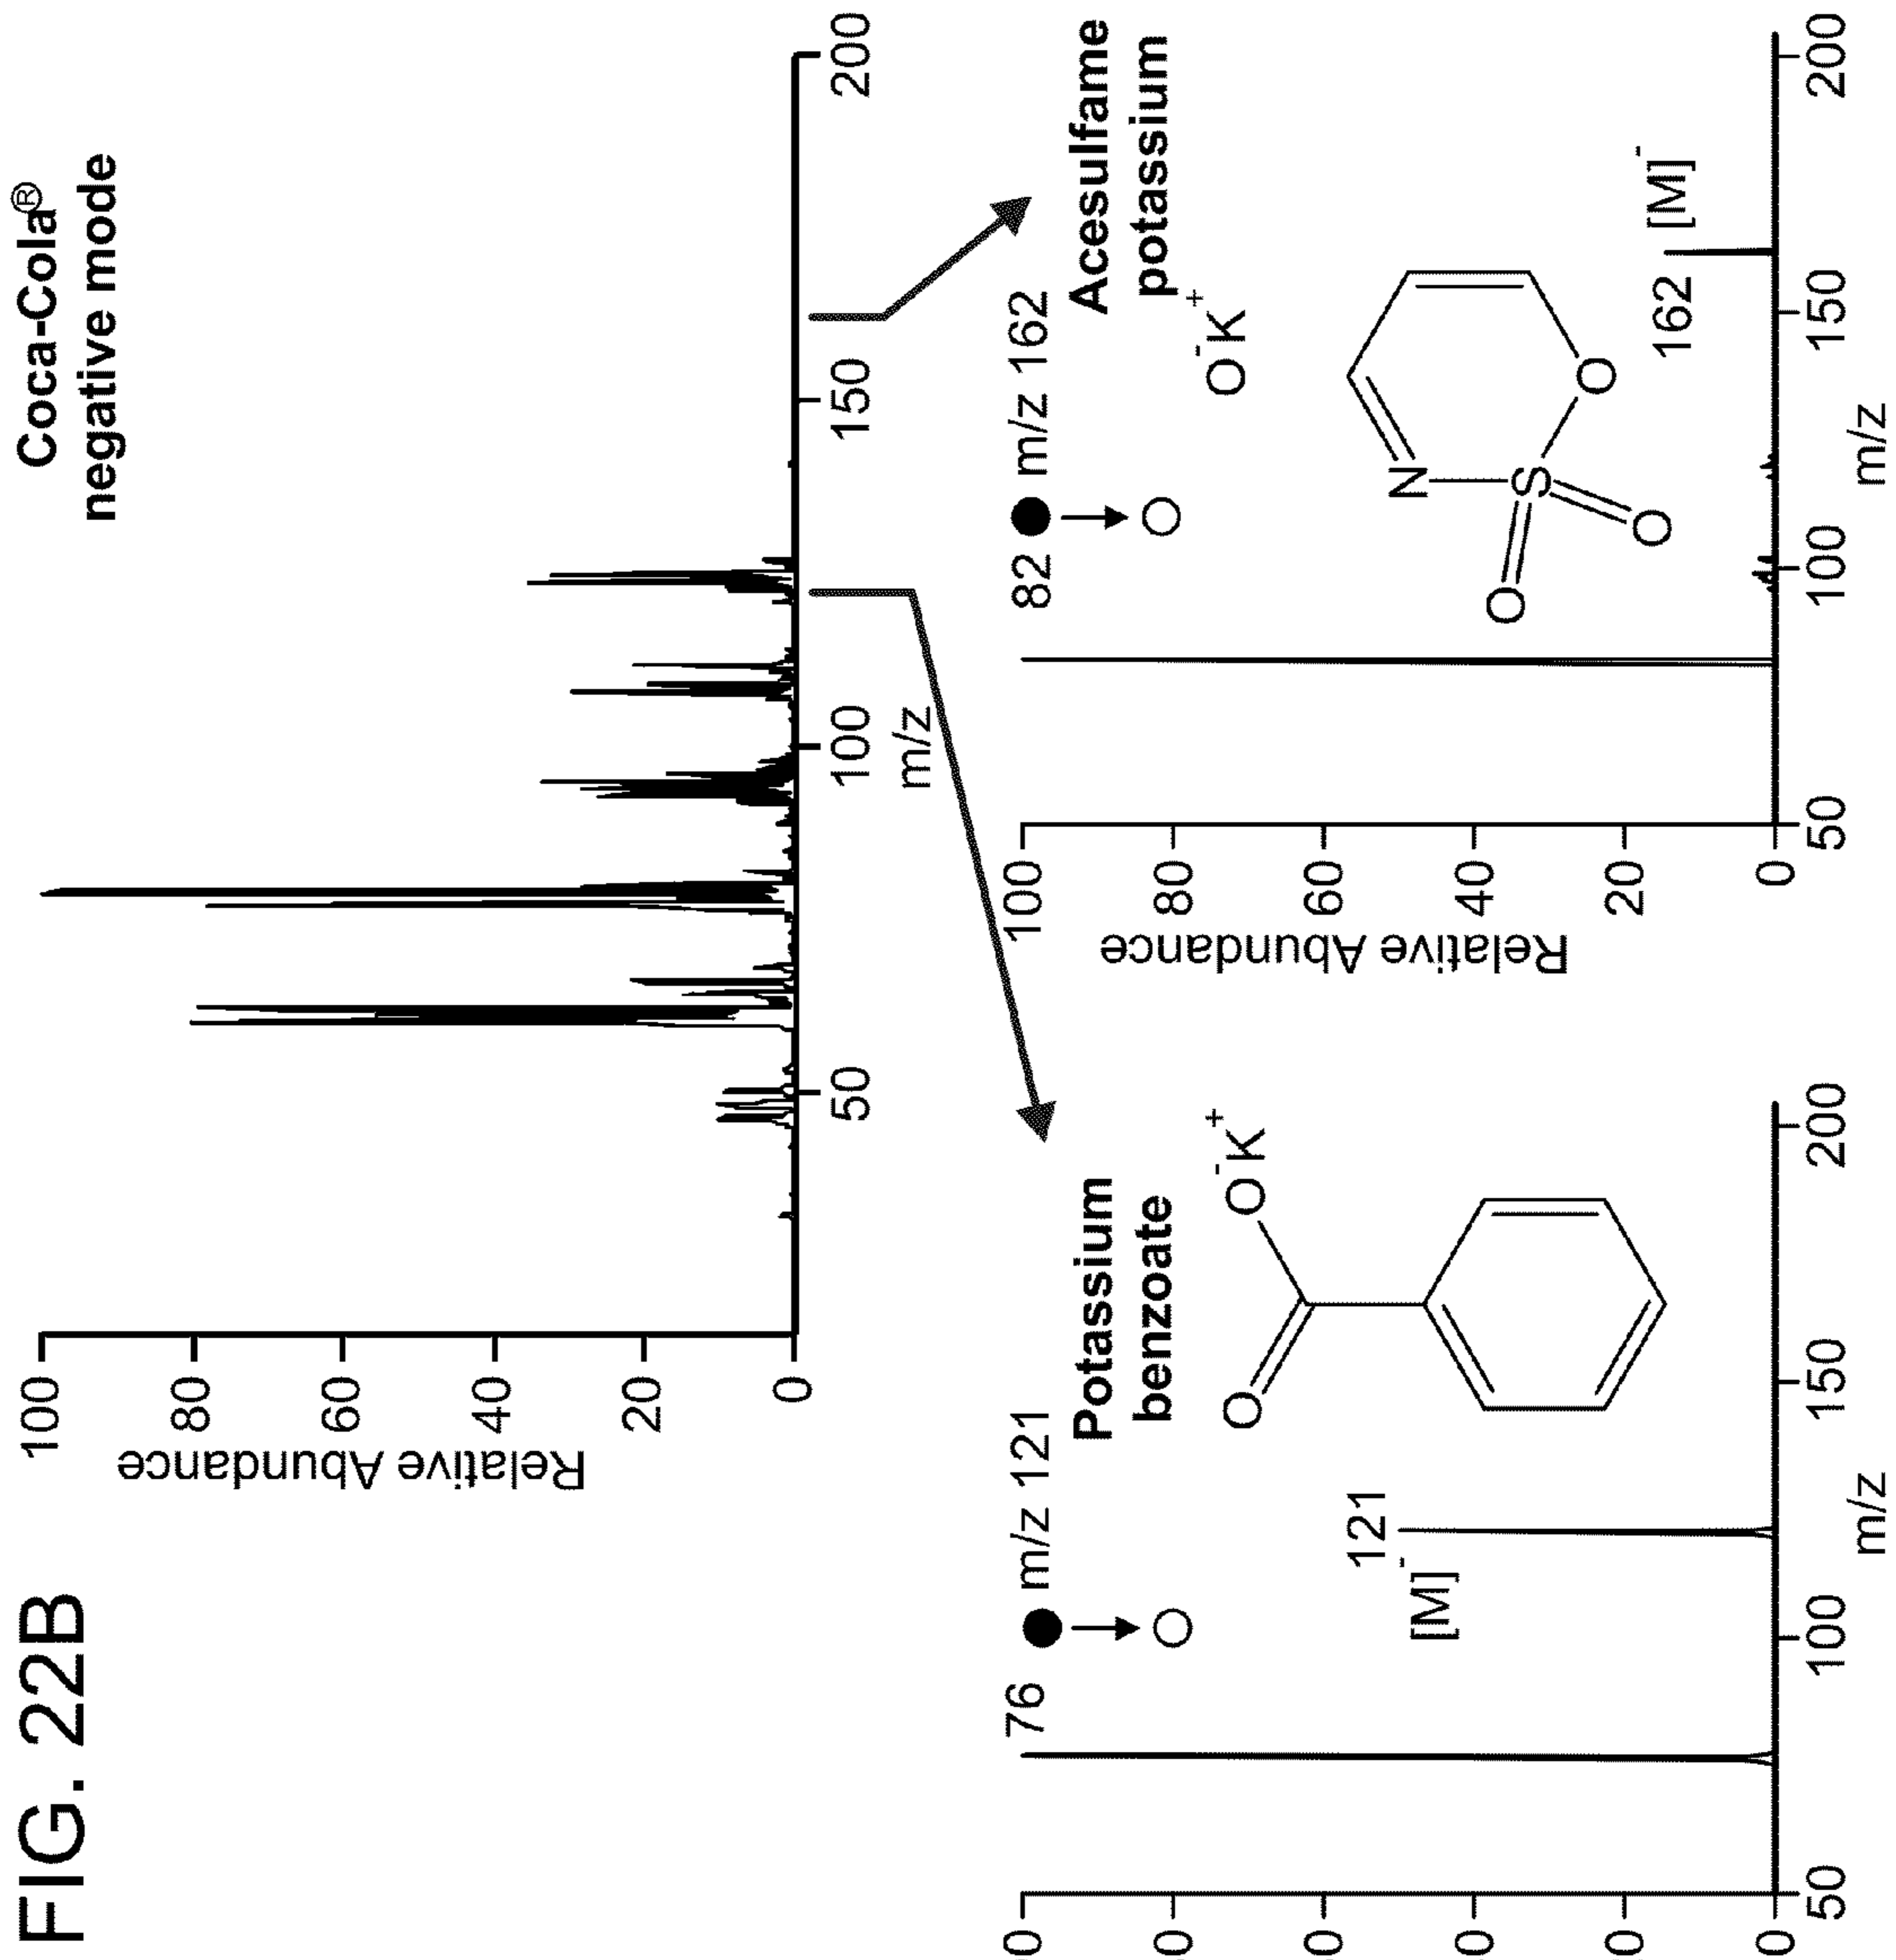 FIG. 22B
Coca-Cola®
negative mode
Relative Abundance
100
80
60
40
20
0
50
100
150
200
m/z
76
m/z 121
Potassium
benzoate
O
O-K+
121
[M]-
0
0
0
0
0
0
50
100
150
200
m/z
Relative Abundance
100
80
60
40
20
0
82
m/z 162
Acesulfame
potassium
O-K+
N
S
O
O
O
162
[M]-
50
100
150
200
m/z